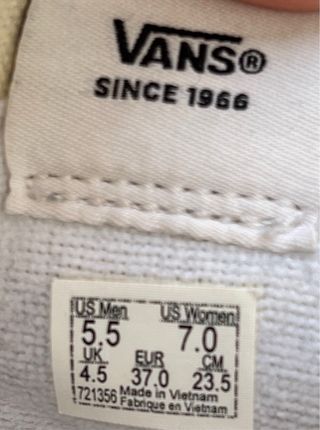 VANS®
SINCE 1966
US Men US Women
5.5 7.0
UK EUR CM
4.5 37.0 23.5
721356 Made in Vietnam
Fabriqué en Vietnam